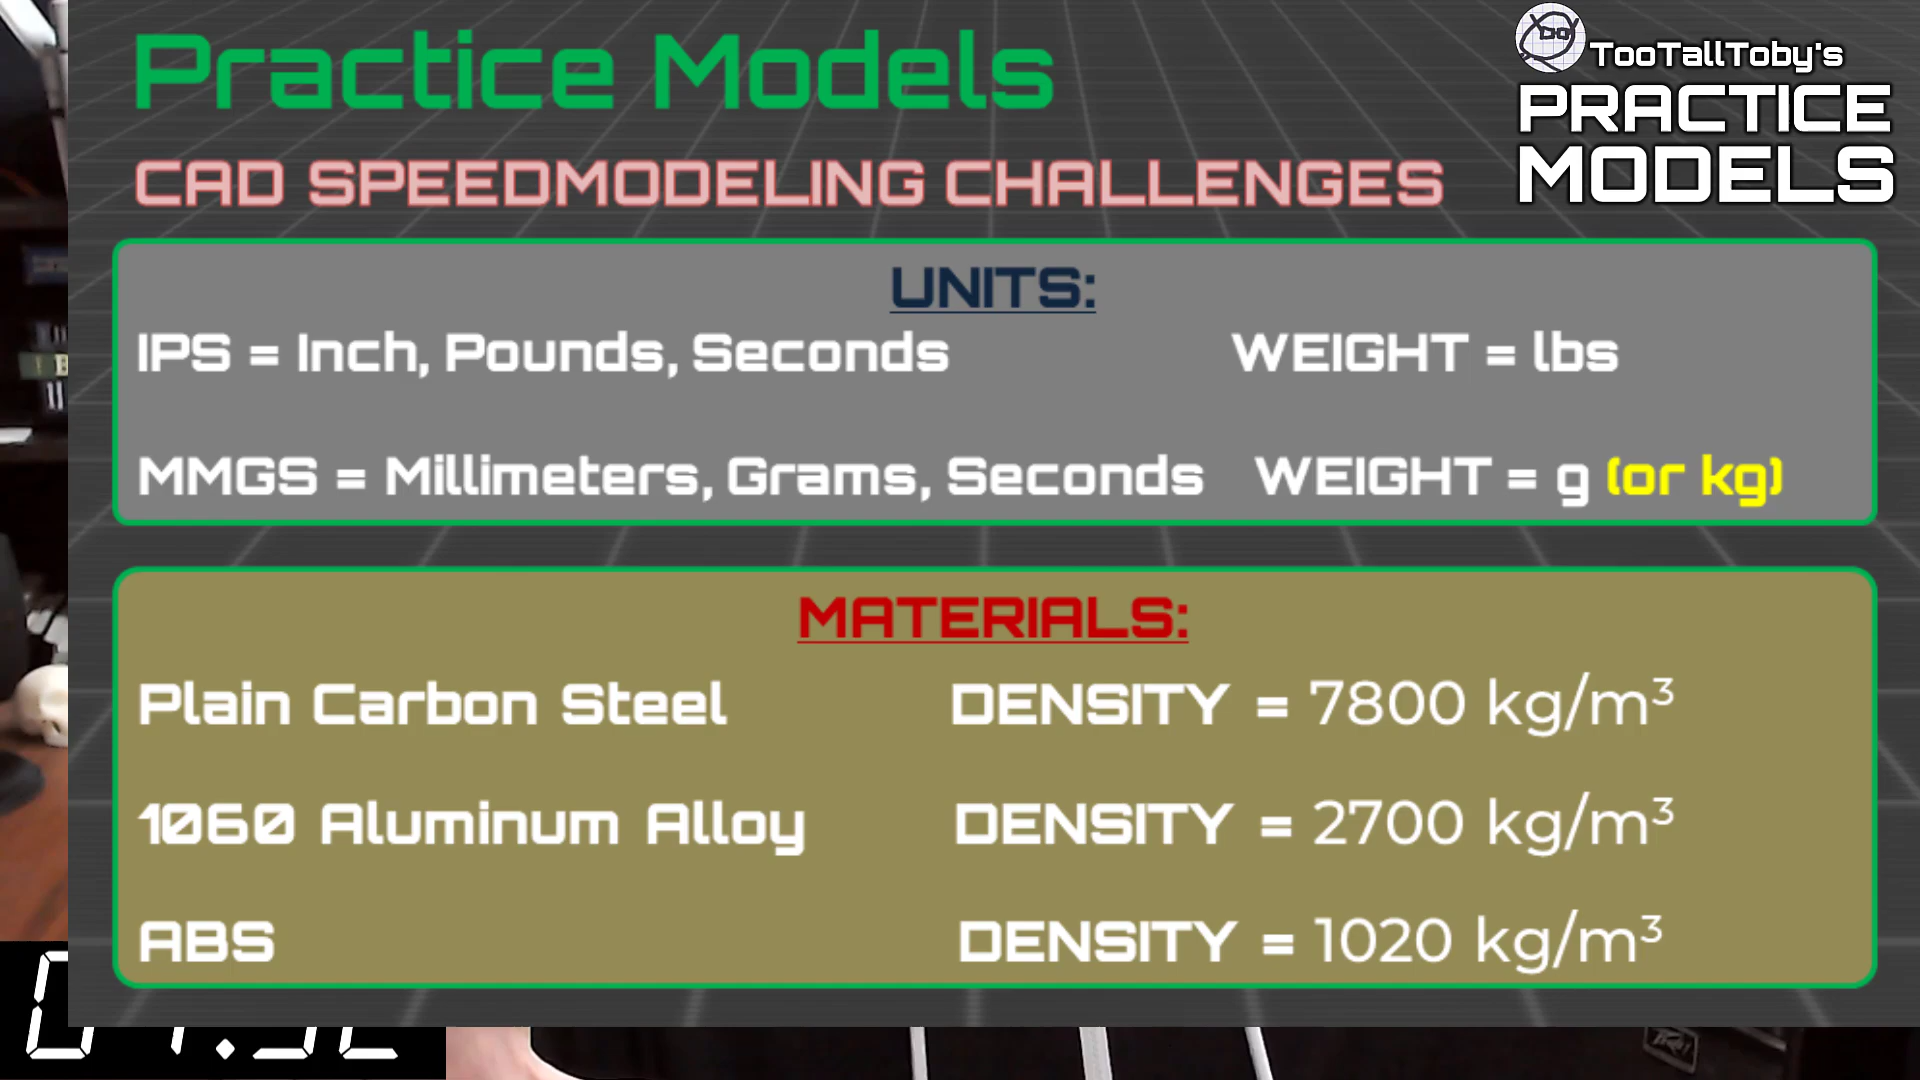 Practice Models
TooTallToby's
PRACTICE
MODELS
CAD SPEEDMODELING CHALLENGES
UNITS:
IPS = Inch, Pounds, Seconds WEIGHT = lbs
MMGS = Millimeters, Grams, Seconds WEIGHT = g (or kg)
MATERIALS:
Plain Carbon Steel DENSITY = 7800 kg/m³
1060 Aluminum Alloy DENSITY = 2700 kg/m³
ABS DENSITY = 1020 kg/m³